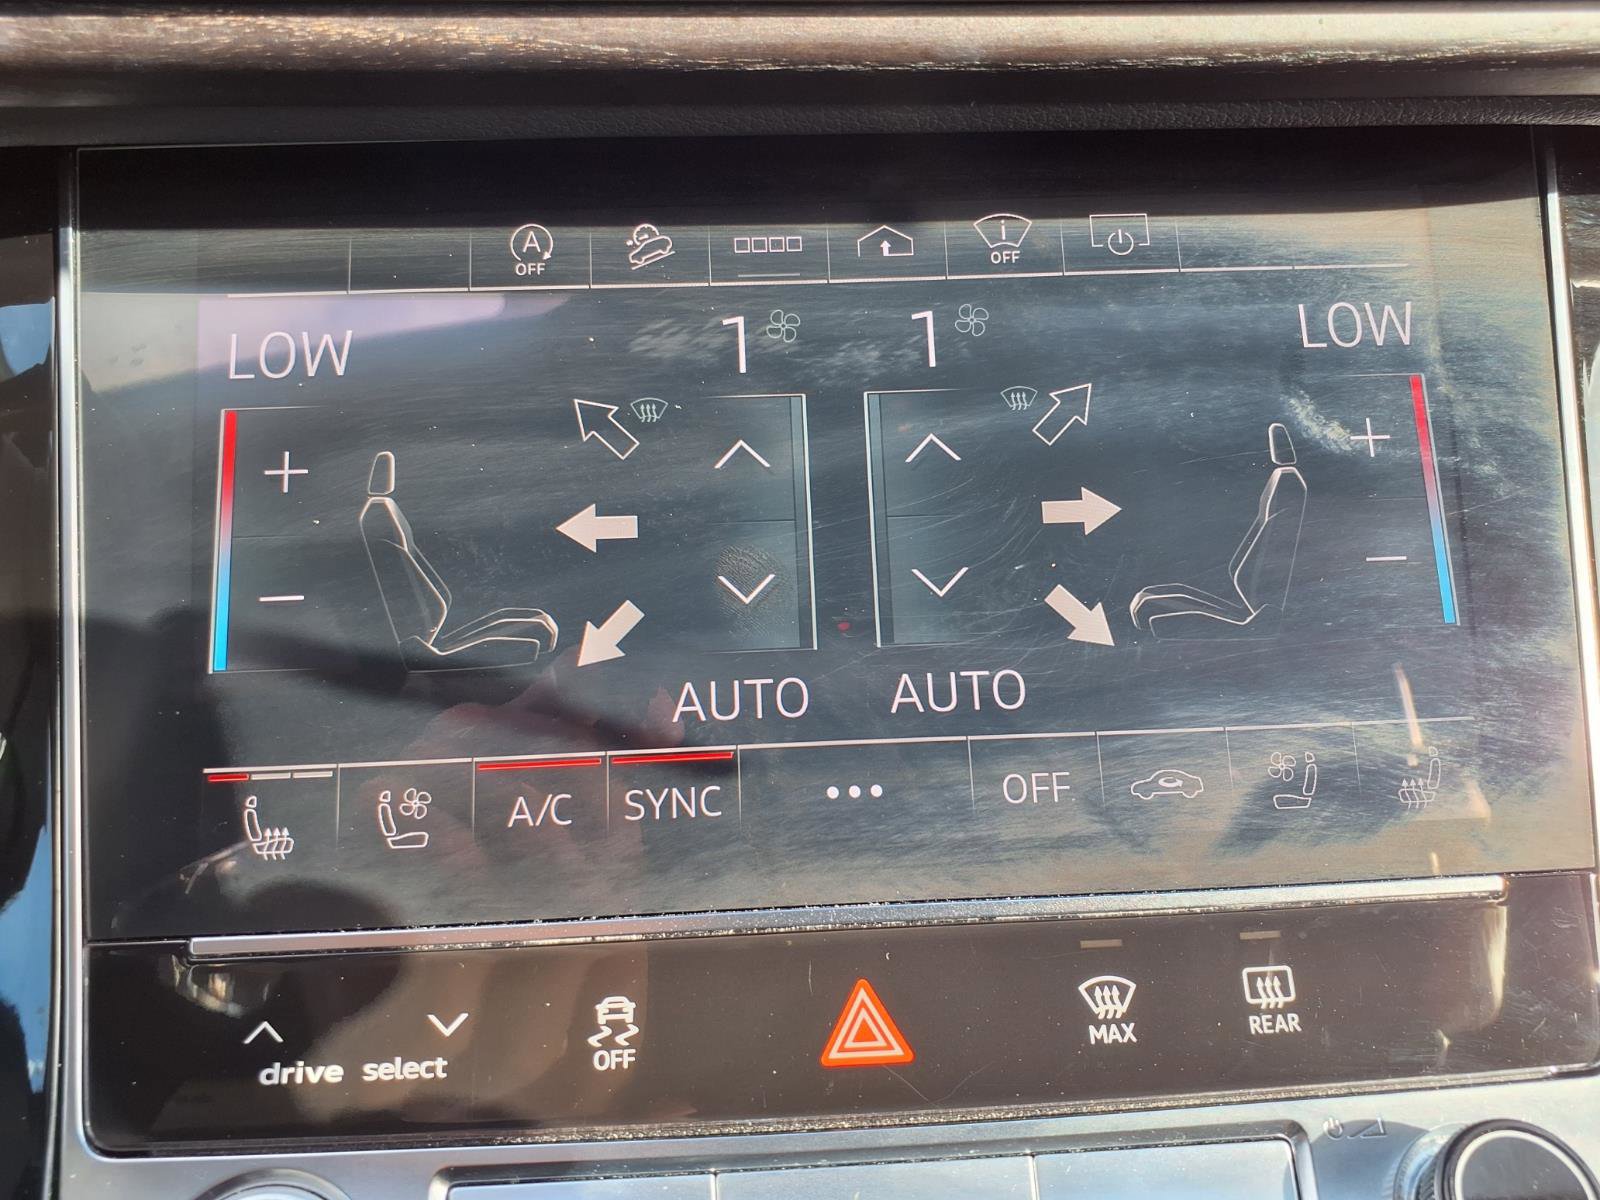 A
OFF
i
OFF
LOW
1
1
LOW
AUTO
AUTO
A/C
SYNC
OFF
drive select
OFF
MAX
REAR